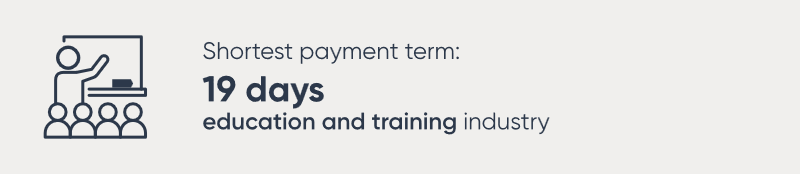 Shortest payment term:
19 days
education and training industry